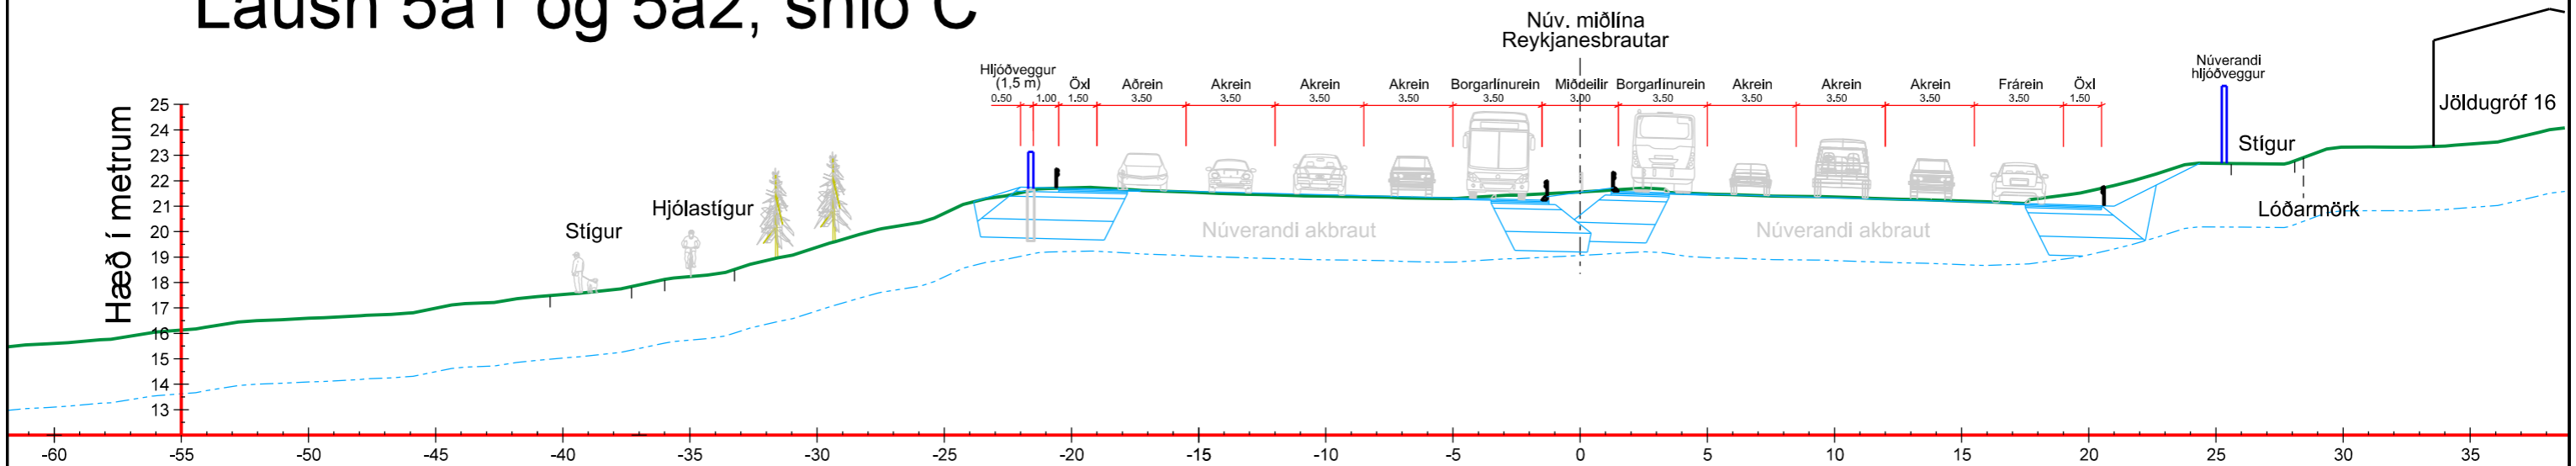 Lausn 5a1 og 5a2, snið C
Núv. miðlína
Reykjanesbrautar
Hljóðveggur
(1,5 m)
Öxl
Aðrein
Akrein
Akrein
Akrein
Borgarlínurein
Miðdeilir
Borgarlínurein
Akrein
Akrein
Akrein
Frárein
Öxl
0.50
1.00
1.50
3.50
3.50
3.50
3.50
3.50
3.00
3.50
3.50
3.50
3.50
3.50
1.50
Núverandi
hljóðveggur
Jöldugróf 16
Stígur
Lóðarmörk
Hæð í metrum
25
24
23
22
21
20
19
18
17
16
15
14
13
Stígur
Hjólastígur
Núverandi akbraut
Núverandi akbraut
-60
-55
-50
-45
-40
-35
-30
-25
-20
-15
-10
-5
0
5
10
15
20
25
30
35